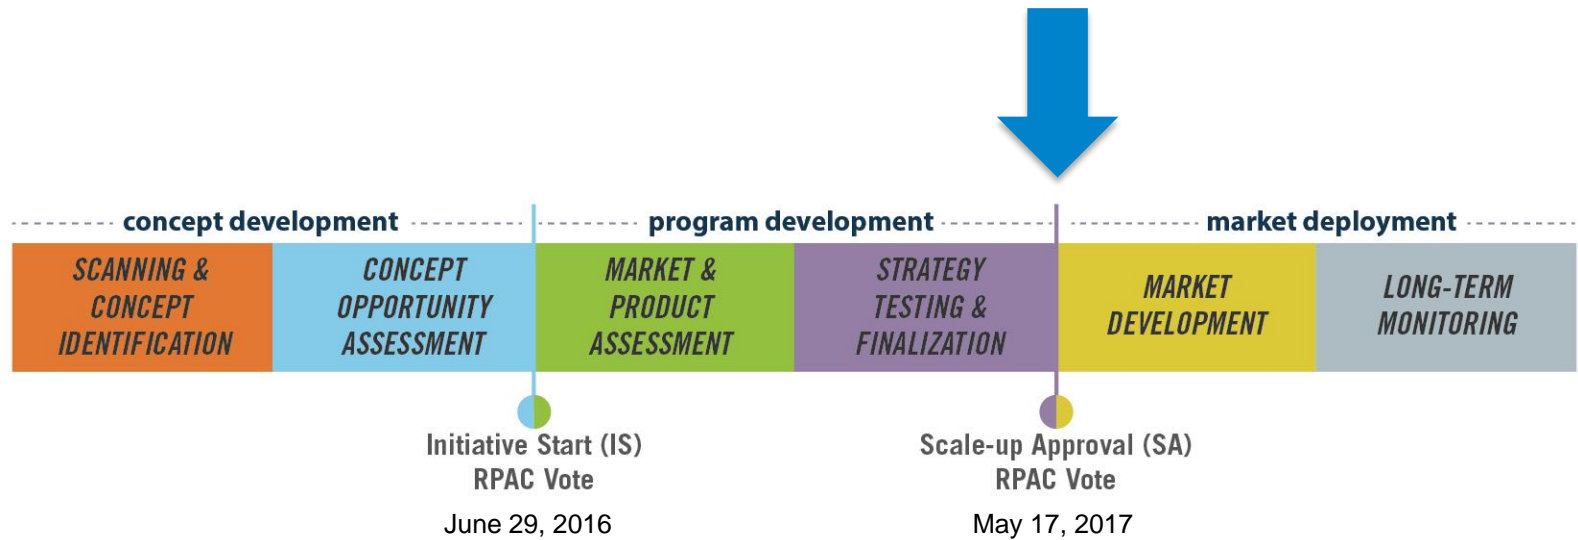 concept development
program development
market deployment
SCANNING &
CONCEPT
IDENTIFICATION
CONCEPT
OPPORTUNITY
ASSESSMENT
MARKET &
PRODUCT
ASSESSMENT
STRATEGY
TESTING &
FINALIZATION
MARKET
DEVELOPMENT
LONG-TERM
MONITORING
Initiative Start (IS)
RPAC Vote
June 29, 2016
Scale-up Approval (SA)
RPAC Vote
May 17, 2017